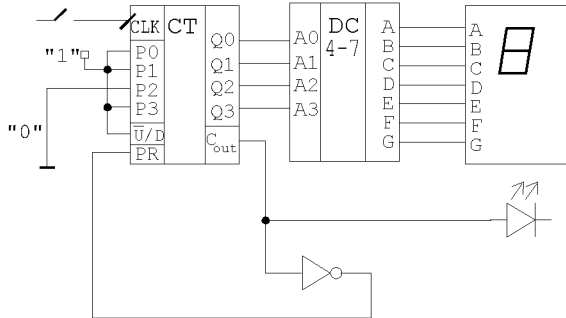 CLK CT
P0
P1
P2
P3
U̅/D
PR
Q0
Q1
Q2
Q3
Cout
"1"
"0"
A0
A1
A2
A3
DC
4-7
A
B
C
D
E
F
G
A
B
C
D
E
F
G
8